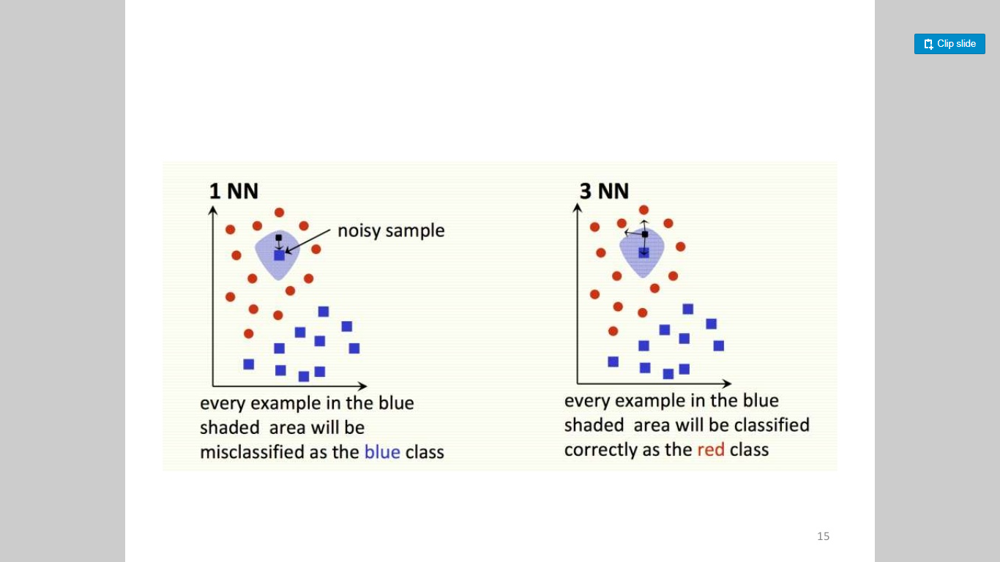 Clip slide
1 NN
noisy sample
every example in the blue
shaded area will be
misclassified as the blue class
3 NN
every example in the blue
shaded area will be classified
correctly as the red class
15